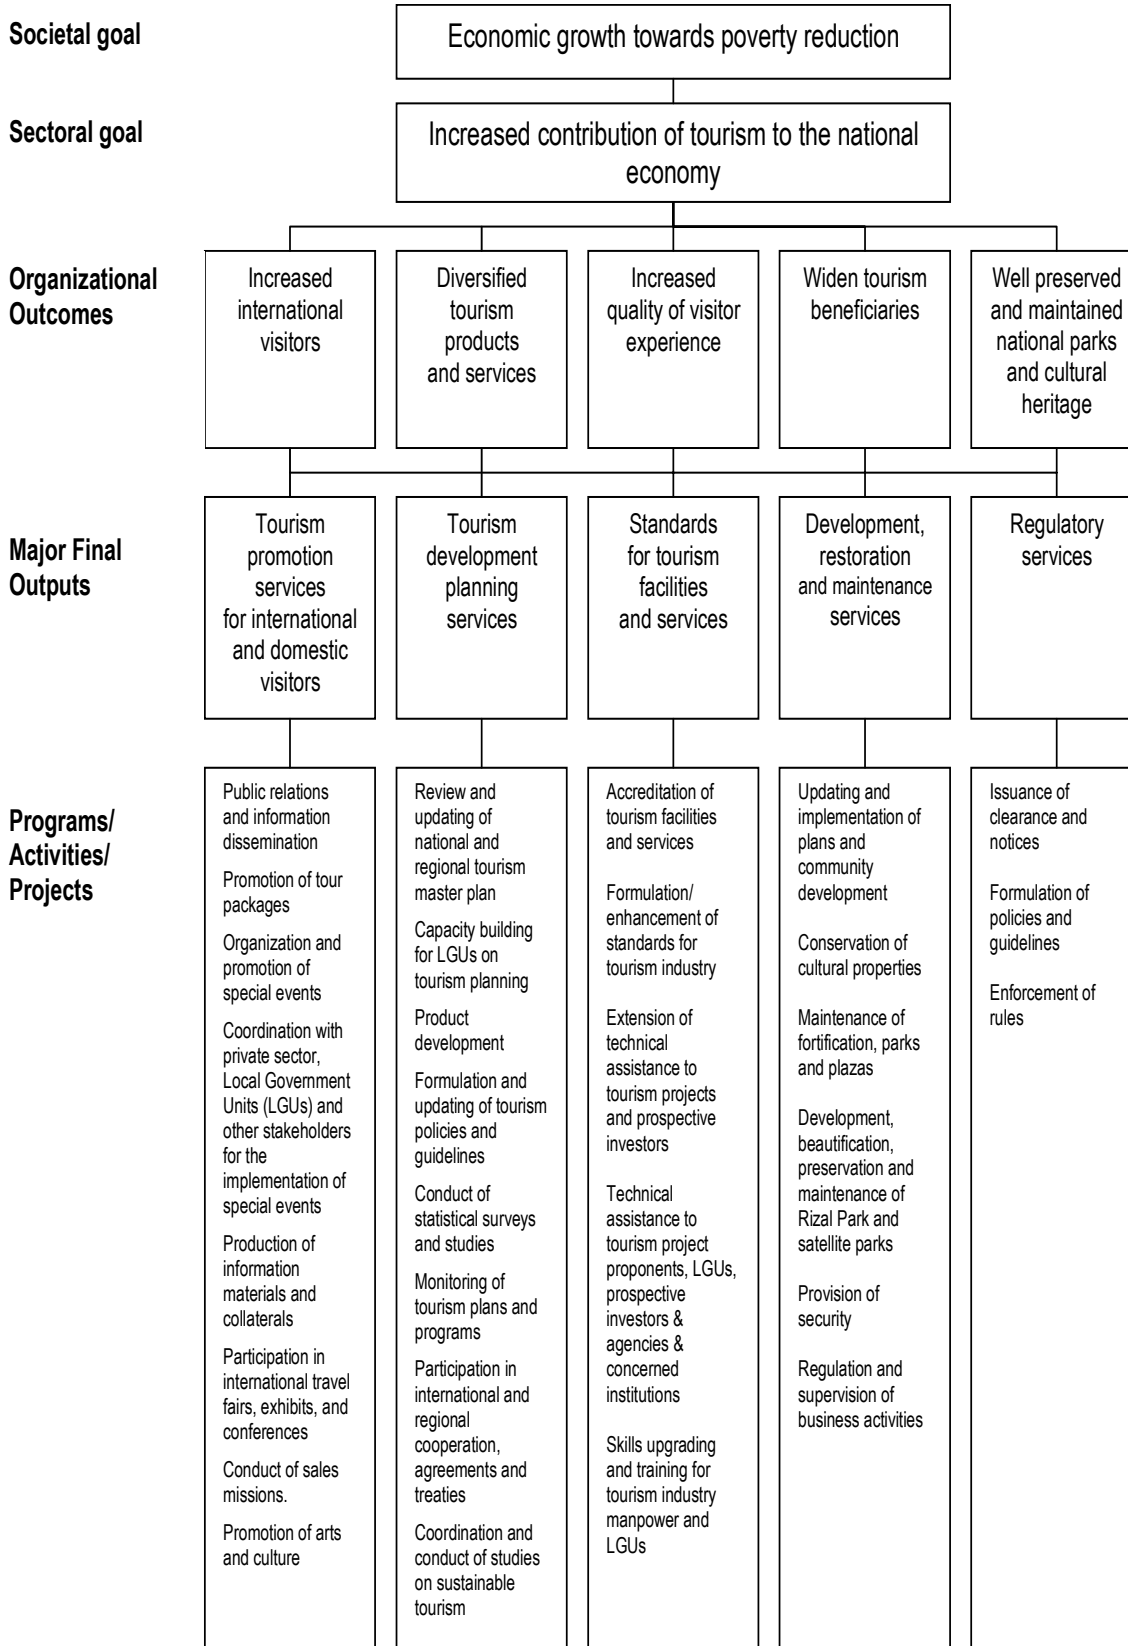 Societal goal
Economic growth towards poverty reduction
Sectoral goal
Increased contribution of tourism to the national
economy
Organizational
Outcomes
Increased
international
visitors
Diversified
tourism
products
and services
Increased
quality of visitor
experience
Widen tourism
beneficiaries
Well preserved
and maintained
national parks
and cultural
heritage
Major Final
Outputs
Tourism
promotion
services
for international
and domestic
visitors
Tourism
development
planning
services
Standards
for tourism
facilities
and services
Development,
restoration
and maintenance
services
Regulatory
services
Programs/
Activities/
Projects
Public relations
and information
dissemination
Promotion of tour
packages
Organization and
promotion of
special events
Coordination with
private sector,
Local Government
Units (LGUs) and
other stakeholders
for the
implementation of
special events
Production of
information
materials and
collaterals
Participation in
international travel
fairs, exhibits, and
conferences
Conduct of sales
missions.
Promotion of arts
and culture
Review and
updating of
national and
regional tourism
master plan
Capacity building
for LGUs on
tourism planning
Product
development
Formulation and
updating of tourism
policies and
guidelines
Conduct of
statistical surveys
and studies
Monitoring of
tourism plans and
programs
Participation in
international and
regional
cooperation,
agreements and
treaties
Coordination and
conduct of studies
on sustainable
tourism
Accreditation of
tourism facilities
and services
Formulation/
enhancement of
standards for
tourism industry
Extension of
technical
assistance to
tourism projects
and prospective
investors
Technical
assistance to
tourism project
proponents, LGUs,
prospective
investors &
agencies &
concerned
institutions
Skills upgrading
and training for
tourism industry
manpower and
LGUs
Updating and
implementation of
plans and
community
development
Conservation of
cultural properties
Maintenance of
fortification, parks
and plazas
Development,
beautification,
preservation and
maintenance of
Rizal Park and
satellite parks
Provision of
security
Regulation and
supervision of
business activities
Issuance of
clearance and
notices
Formulation of
policies and
guidelines
Enforcement of
rules